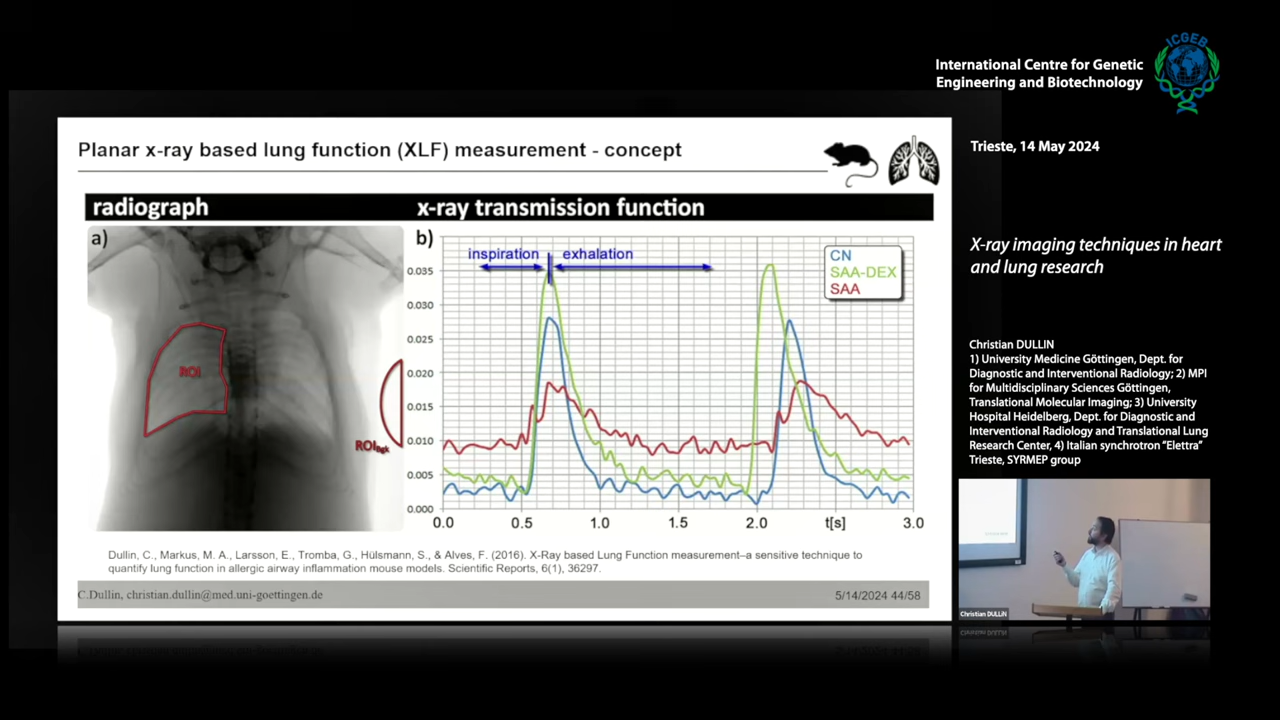 ICGEB
International Centre for Genetic
Engineering and Biotechnology
Trieste, 14 May 2024
X-ray imaging techniques in heart
and lung research
Christian DULLIN
1) University Medicine Göttingen, Dept. for
Diagnostic and Interventional Radiology; 2) MPI
for Multidisciplinary Sciences Göttingen,
Translational Molecular Imaging; 3) University
Hospital Heidelberg, Dept. for Diagnostic and
Interventional Radiology and Translational Lung
Research Center, 4) Italian synchrotron "Elettra"
Trieste, SYRMEP group
Christian DULLIN
Planar x-ray based lung function (XLF) measurement - concept
radiograph
x-ray transmission function
a)
ROI
ROIbgk
b)
inspiration
exhalation
CN
SAA-DEX
SAA
0.035
0.030
0.025
0.020
0.015
0.010
0.005
0.000
0.0 0.5 1.0 1.5 2.0 t[s] 3.0
Dullin, C., Markus, M. A., Larsson, E., Tromba, G., Hülsmann, S., & Alves, F. (2016). X-Ray based Lung Function measurement–a sensitive technique to
quantify lung function in allergic airway inflammation mouse models. Scientific Reports, 6(1), 36297.
C.Dullin, christian.dullin@med.uni-goettingen.de
5/14/2024 44/58